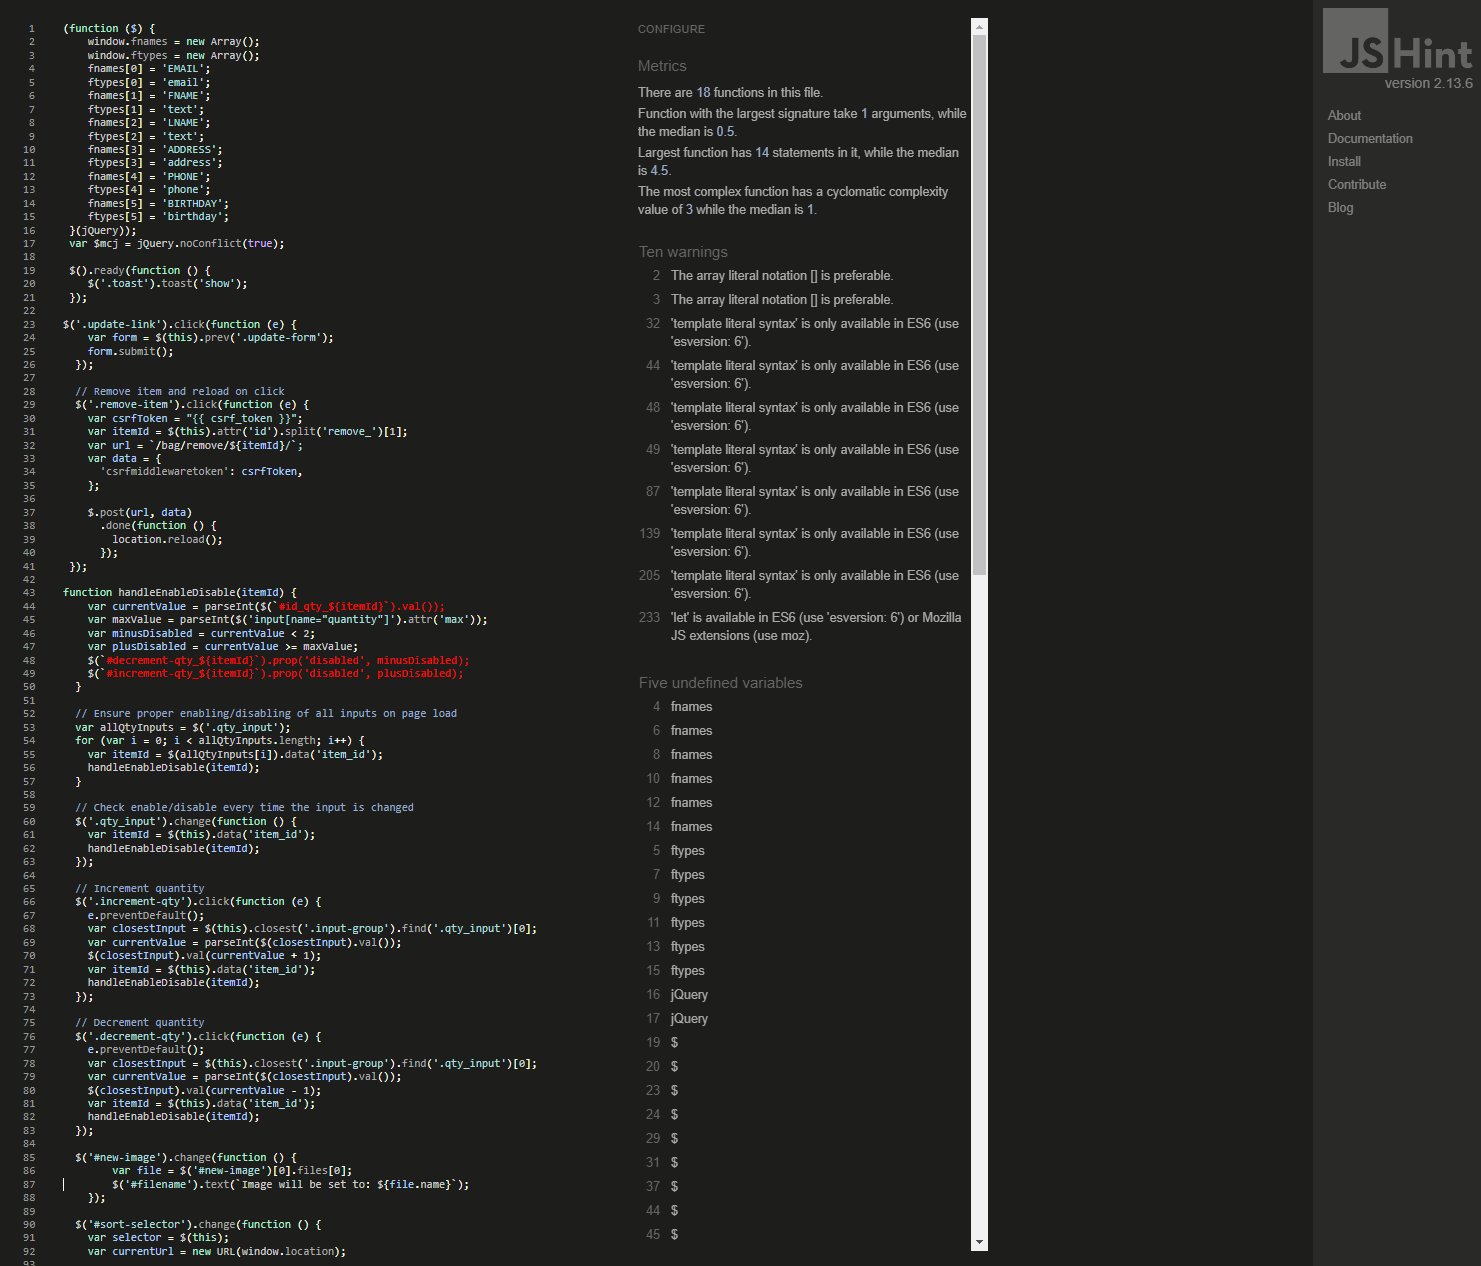 1 (function ($) {
2 window.fnames = new Array();
3 window.ftypes = new Array();
4 fnames[0] = 'EMAIL';
5 ftypes[0] = 'email';
6 fnames[1] = 'FNAME';
7 ftypes[1] = 'text';
8 fnames[2] = 'LNAME';
9 ftypes[2] = 'text';
10 fnames[3] = 'ADDRESS';
11 ftypes[3] = 'address';
12 fnames[4] = 'PHONE';
13 ftypes[4] = 'phone';
14 fnames[5] = 'BIRTHDAY';
15 ftypes[5] = 'birthday';
16 }(jQuery));
17 var $mcj = jQuery.noConflict(true);
18
19 $().ready(function () {
20 $('.toast').toast('show');
21 });
22
23 $('.update-link').click(function (e) {
24 var form = $(this).prev('.update-form');
25 form.submit();
26 });
27
28 // Remove item and reload on click
29 $('.remove-item').click(function (e) {
30 var csrfToken = "{{ csrf_token }}";
31 var itemId = $(this).attr('id').split('remove_')[1];
32 var url = `/bag/remove/${itemId}/`;
33 var data = {
34 'csrfmiddlewaretoken': csrfToken,
35 };
36
37 $.post(url, data)
38 .done(function () {
39 location.reload();
40 });
41 });
42
43 function handleEnableDisable(itemId) {
44 var currentValue = parseInt($(`#id_qty_${itemId}`).val());
45 var maxValue = parseInt($('input[name="quantity"]').attr('max'));
46 var minusDisabled = currentValue < 2;
47 var plusDisabled = currentValue >= maxValue;
48 $(`#decrement-qty_${itemId}`).prop('disabled', minusDisabled);
49 $(`#increment-qty_${itemId}`).prop('disabled', plusDisabled);
50 }
51
52 // Ensure proper enabling/disabling of all inputs on page load
53 var allQtyInputs = $('.qty_input');
54 for (var i = 0; i < allQtyInputs.length; i++) {
55 var itemId = $(allQtyInputs[i]).data('item_id');
56 handleEnableDisable(itemId);
57 }
58
59 // Check enable/disable every time the input is changed
60 $('.qty_input').change(function () {
61 var itemId = $(this).data('item_id');
62 handleEnableDisable(itemId);
63 });
64
65 // Increment quantity
66 $('.increment-qty').click(function (e) {
67 e.preventDefault();
68 var closestInput = $(this).closest('.input-group').find('.qty_input')[0];
69 var currentValue = parseInt($(closestInput).val());
70 $(closestInput).val(currentValue + 1);
71 var itemId = $(this).data('item_id');
72 handleEnableDisable(itemId);
73 });
74
75 // Decrement quantity
76 $('.decrement-qty').click(function (e) {
77 e.preventDefault();
78 var closestInput = $(this).closest('.input-group').find('.qty_input')[0];
79 var currentValue = parseInt($(closestInput).val());
80 $(closestInput).val(currentValue - 1);
81 var itemId = $(this).data('item_id');
82 handleEnableDisable(itemId);
83 });
84
85 $('#new-image').change(function () {
86 var file = $('#new-image')[0].files[0];
87 $('#filename').text(`Image will be set to: ${file.name}`);
88 });
89
90 $('#sort-selector').change(function () {
91 var selector = $(this);
92 var currentUrl = new URL(window.location);
93
CONFIGURE
Metrics
There are 18 functions in this file.
Function with the largest signature take 1 arguments, while
the median is 0.5.
Largest function has 14 statements in it, while the median
is 4.5.
The most complex function has a cyclomatic complexity
value of 3 while the median is 1.
Ten warnings
2 The array literal notation [] is preferable.
3 The array literal notation [] is preferable.
32 'template literal syntax' is only available in ES6 (use
'esversion: 6').
44 'template literal syntax' is only available in ES6 (use
'esversion: 6').
48 'template literal syntax' is only available in ES6 (use
'esversion: 6').
49 'template literal syntax' is only available in ES6 (use
'esversion: 6').
87 'template literal syntax' is only available in ES6 (use
'esversion: 6').
139 'template literal syntax' is only available in ES6 (use
'esversion: 6').
205 'template literal syntax' is only available in ES6 (use
'esversion: 6').
233 'let' is available in ES6 (use 'esversion: 6') or Mozilla
JS extensions (use moz).
Five undefined variables
4 fnames
6 fnames
8 fnames
10 fnames
12 fnames
14 fnames
5 ftypes
7 ftypes
9 ftypes
11 ftypes
13 ftypes
15 ftypes
16 jQuery
17 jQuery
19 $
20 $
23 $
24 $
29 $
31 $
37 $
44 $
45 $
JSHint
version 2.13.6
About
Documentation
Install
Contribute
Blog